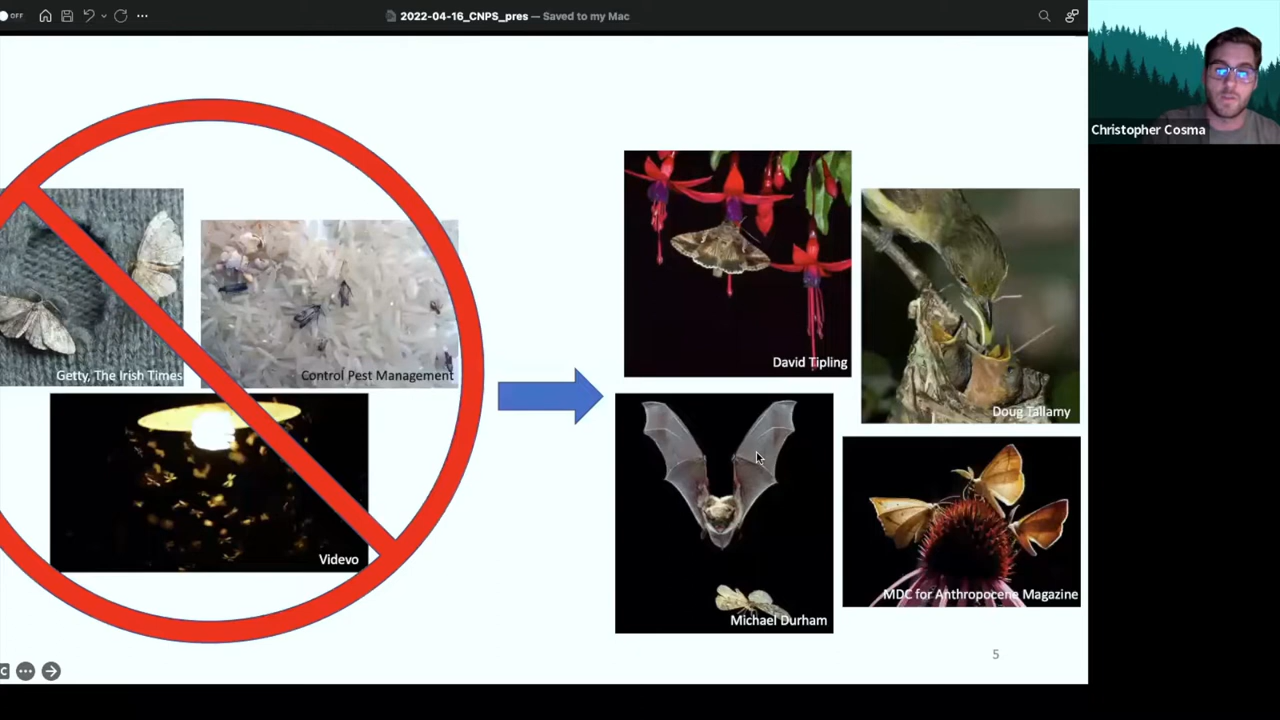 OFF
2022-04-16_CNPS_pres — Saved to my Mac
Christopher Cosma
Getty, The Irish Times
Control Pest Management
Videvo
David Tipling
Doug Tallamy
Michael Durham
MDC for Anthropocene Magazine
5